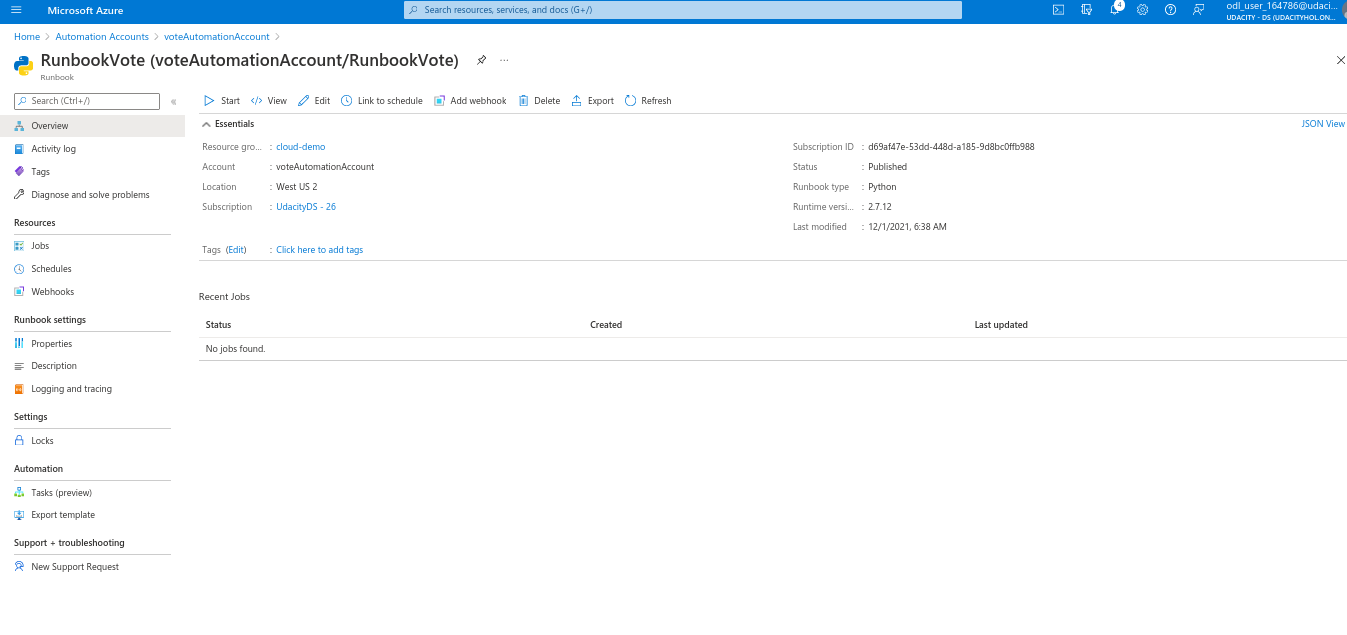 Microsoft Azure
Search resources, services, and docs (G+/)
4
odl_user_164786@udaci...
UDACITY - DS (UDACITYHOL.ON...
Home > Automation Accounts > voteAutomationAccount >
RunbookVote (voteAutomationAccount/RunbookVote) ...
Runbook
Search (Ctrl+/) «
Start View Edit Link to schedule Add webhook Delete Export Refresh
Overview
Activity log
Tags
Diagnose and solve problems
Resources
Jobs
Schedules
Webhooks
Runbook settings
Properties
Description
Logging and tracing
Settings
Locks
Automation
Tasks (preview)
Export template
Support + troubleshooting
New Support Request
Essentials
JSON View
Resource gro... : cloud-demo
Account : voteAutomationAccount
Location : West US 2
Subscription : UdacityDS - 26
Subscription ID : d69af47e-53dd-448d-a185-9d8bc0ffb988
Status : Published
Runbook type : Python
Runtime versi... : 2.7.12
Last modified : 12/1/2021, 6:38 AM
Tags (Edit) : Click here to add tags
Recent Jobs
Status Created Last updated
No jobs found.